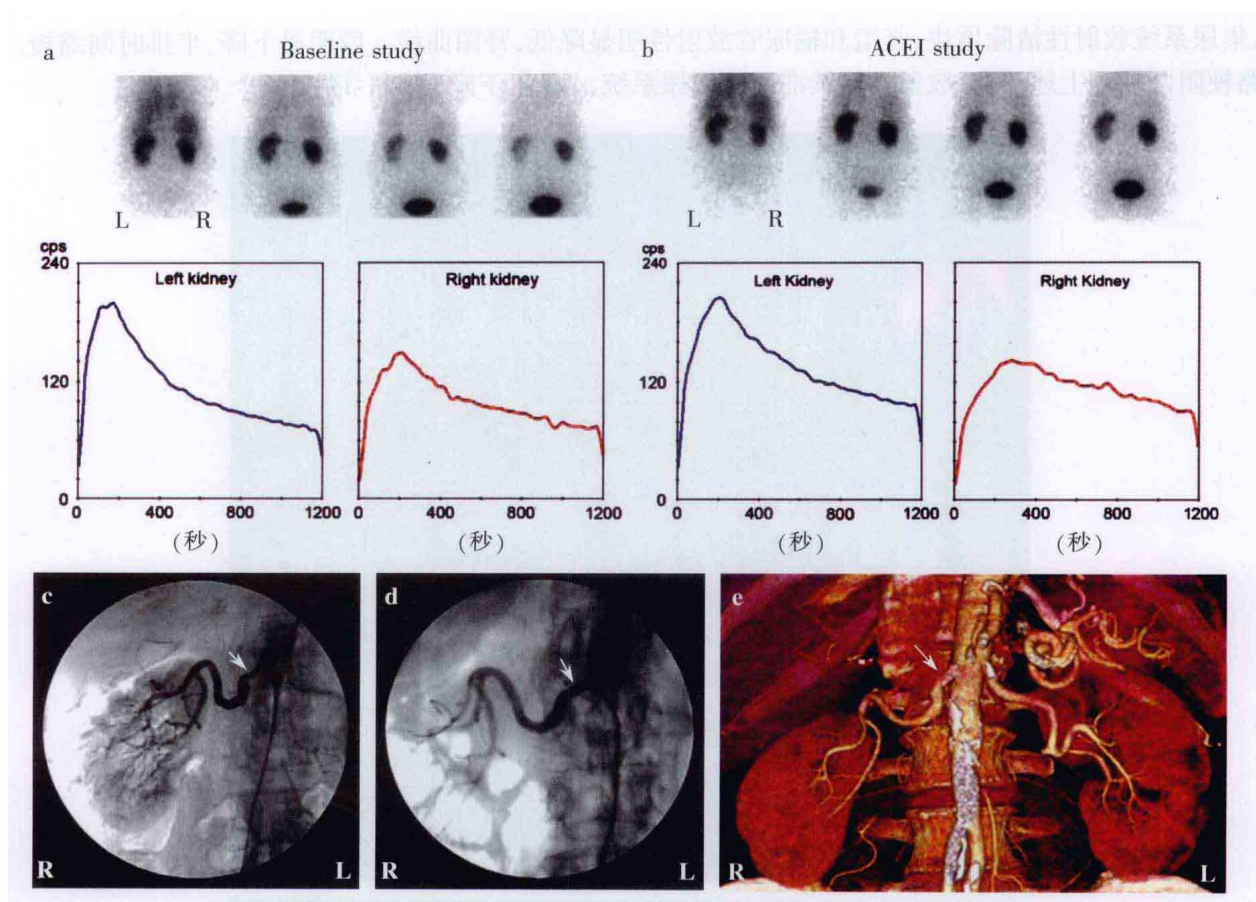 a Baseline study b ACEI study
L R
cps
240
120
0
Left kidney
0 400 800 1200
(秒)
Right kidney
0 400 800 1200
(秒)
cps
240
120
0
Left Kidney
0 400 800 1200
(秒)
Right Kidney
0 400 800 1200
(秒)
c
R L
d
R L
e
R L